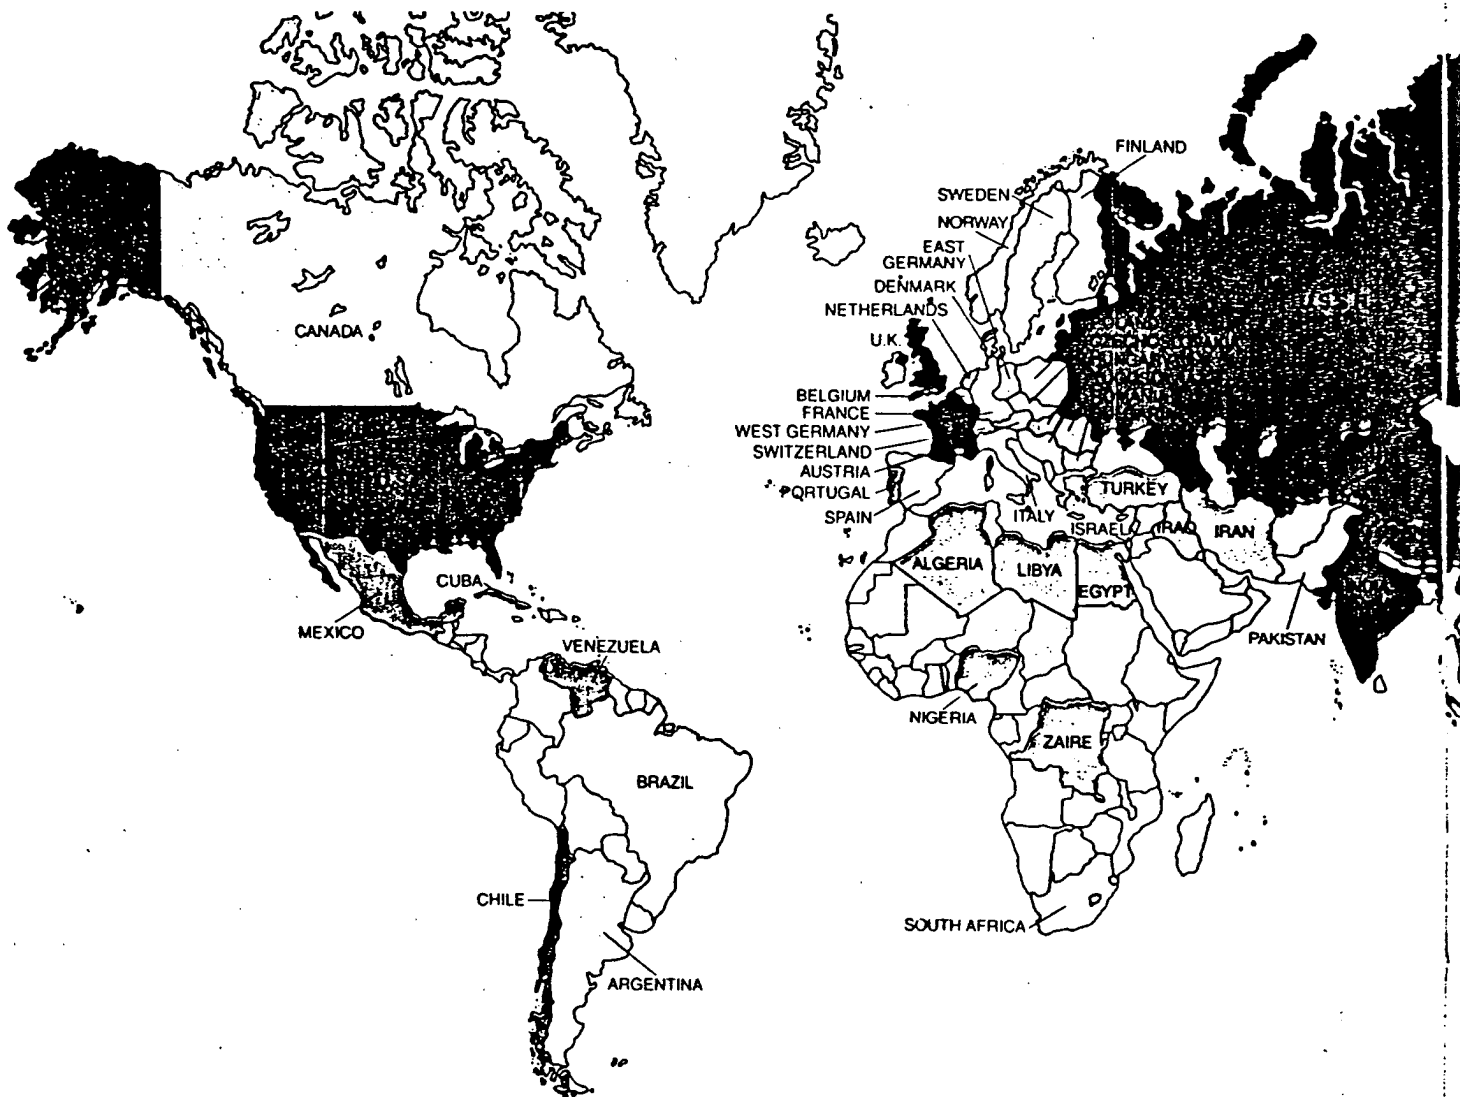 FINLAND
SWEDEN
NORWAY
EAST
GERMANY
DENMARK
NETHERLANDS
U.K.
CANADA
BELGIUM
FRANCE
WEST GERMANY
SWITZERLAND
AUSTRIA
PORTUGAL
SPAIN
ITALY
TURKEY
ISRAEL
IRAQ
IRAN
ALGERIA
LIBYA
EGYPT
CUBA
MEXICO
VENEZUELA
PAKISTAN
NIGERIA
ZAIRE
BRAZIL
CHILE
SOUTH AFRICA
ARGENTINA